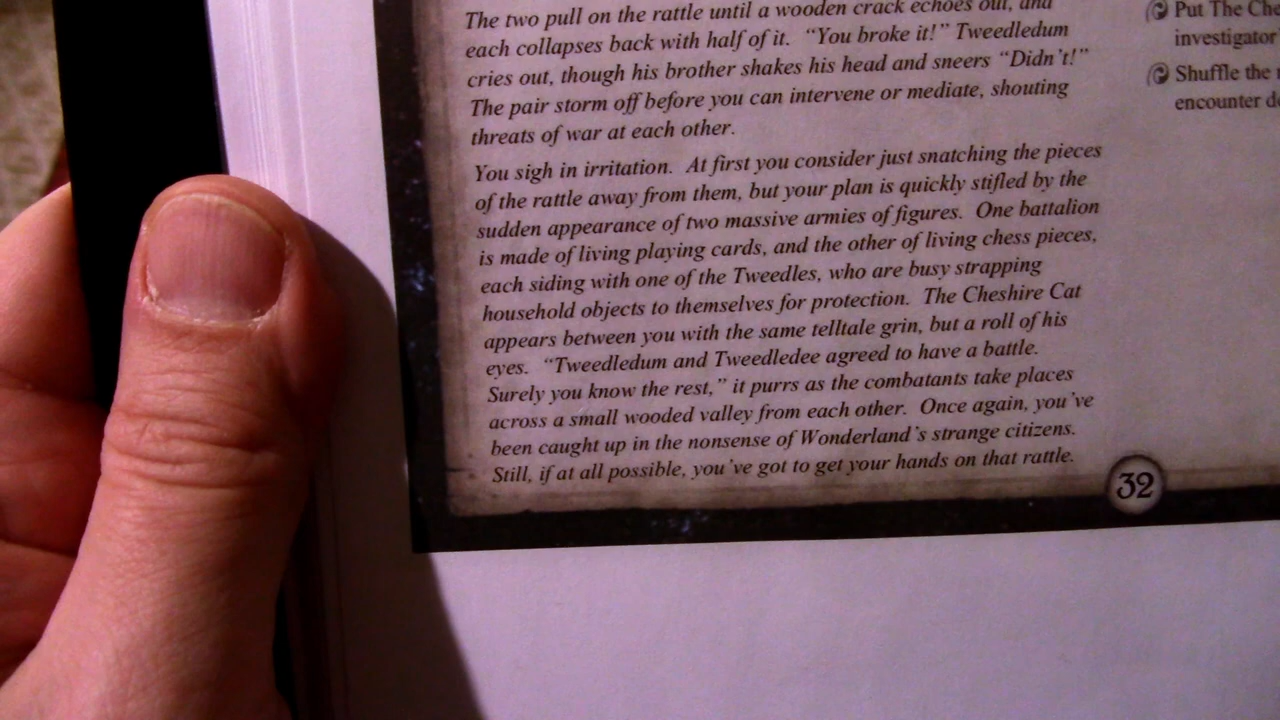 The two pull on the rattle until a wooden crack echoes out, and
each collapses back with half of it.  "You broke it!" Tweedledum
cries out, though his brother shakes his head and sneers "Didn't!"
The pair storm off before you can intervene or mediate, shouting
threats of war at each other.
You sigh in irritation.  At first you consider just snatching the pieces
of the rattle away from them, but your plan is quickly stifled by the
sudden appearance of two massive armies of figures.  One battalion
is made of living playing cards, and the other of living chess pieces,
each siding with one of the Tweedles, who are busy strapping
household objects to themselves for protection.  The Cheshire Cat
appears between you with the same telltale grin, but a roll of his
eyes.  "Tweedledum and Tweedledee agreed to have a battle.
Surely you know the rest," it purrs as the combatants take places
across a small wooded valley from each other.  Once again, you've
been caught up in the nonsense of Wonderland's strange citizens.
Still, if at all possible, you've got to get your hands on that rattle.
Put The Che
investigator'
Shuffle the
encounter de
32